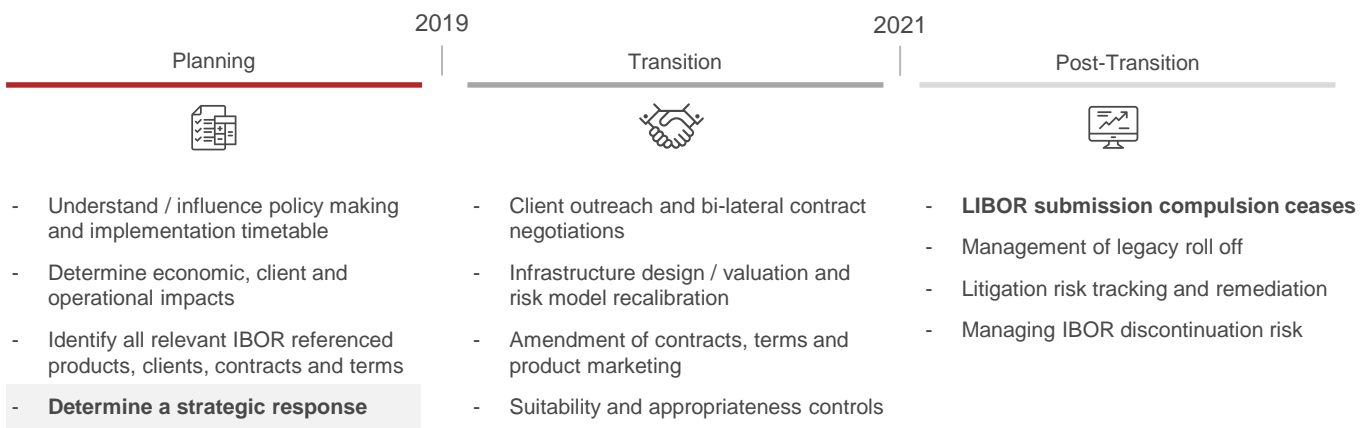 2019
2021
Planning
Transition
Post-Transition
- Understand / influence policy making
and implementation timetable
- Determine economic, client and
operational impacts
- Identify all relevant IBOR referenced
products, clients, contracts and terms
- Determine a strategic response
- Client outreach and bi-lateral contract
negotiations
- Infrastructure design / valuation and
risk model recalibration
- Amendment of contracts, terms and
product marketing
- Suitability and appropriateness controls
- LIBOR submission compulsion ceases
- Management of legacy roll off
- Litigation risk tracking and remediation
- Managing IBOR discontinuation risk